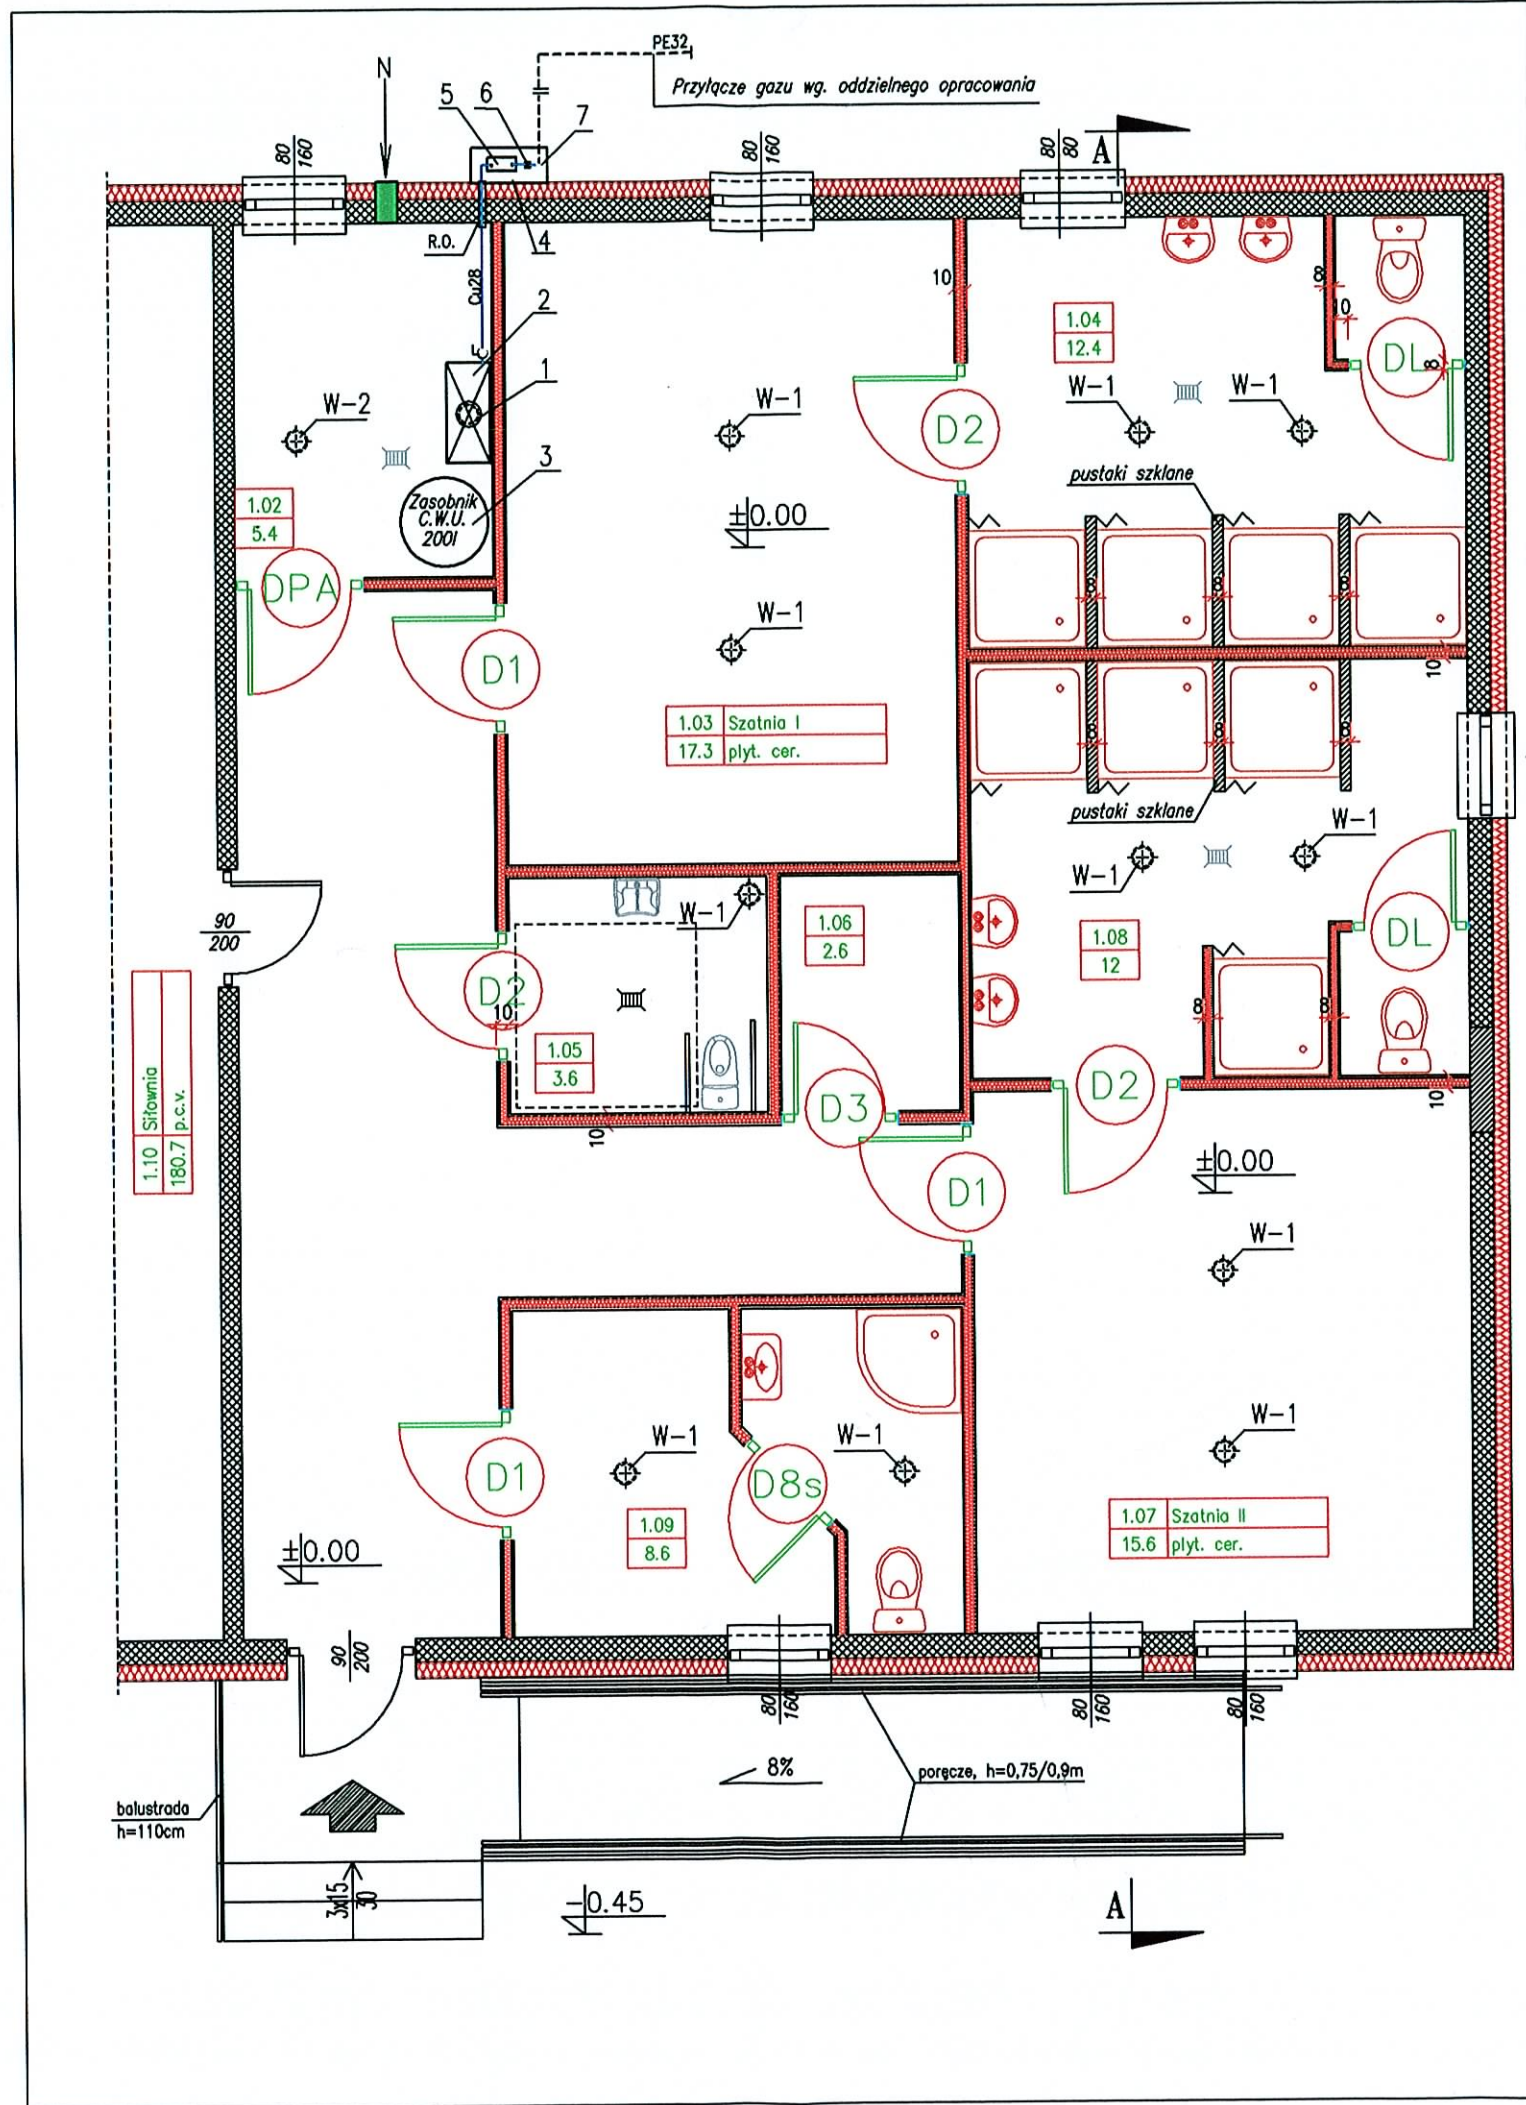 PE32
Przyłącze gazu wg. oddzielnego opracowania
N
5
6
7
80
160
80
160
80
80
A
R.O.
4
Cu28
2
1
3
W-2
Zasobnik
C.W.U.
200l
1.02
5.4
DPA
D1
W-1
±0.00
W-1
1.03 Szatnia I
17.3 płyt. cer.
10
D2
1.04
12.4
8
10
DL
8
W-1
W-1
pustaki szklane
8
8
8
10
8
8
8
pustaki szklane
W-1
W-1
DL
90
200
1.10 Siłownia
180.7 p.c.v.
D2
10
W-1
1.05
3.6
10
1.06
2.6
D3
1.08
12
8
8
D2
10
D1
±0.00
W-1
W-1
1.07 Szatnia II
15.6 płyt. cer.
D1
W-1
D8s
W-1
1.09
8.6
±0.00
90
200
80
160
80
160
80
160
8%
poręcze, h=0,75/0,9m
balustrada
h=110cm
3x15
30
-0.45
A